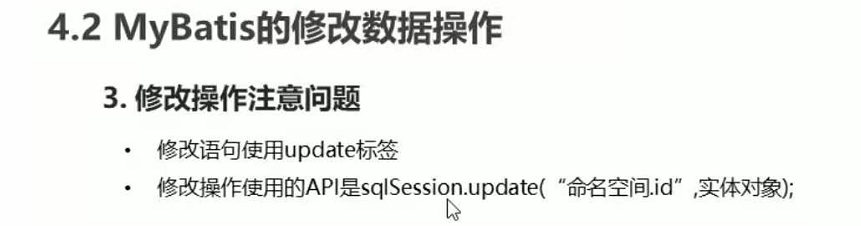 4.2 MyBatis的修改数据操作
3. 修改操作注意问题
• 修改语句使用update标签
• 修改操作使用的API是sqlSession.update(“命名空间.id”,实体对象);